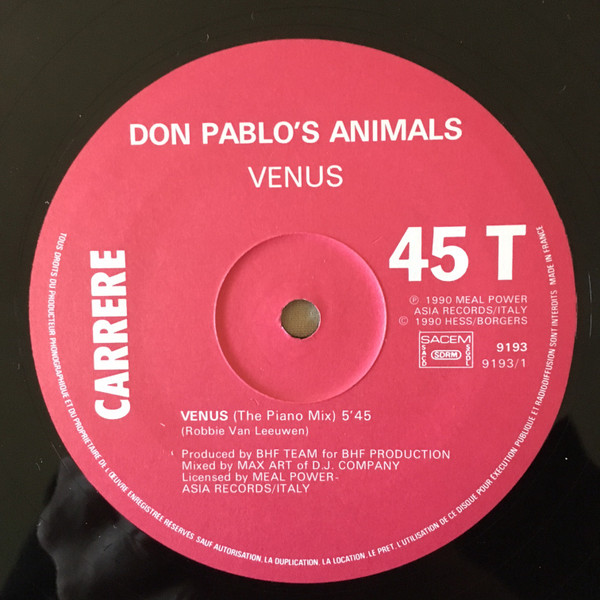 DON PABLO'S ANIMALS
VENUS
CARRERE
45 T
℗ 1990 MEAL POWER
ASIA RECORDS/ITALY
© 1990 HESS/BORGERS
SACEM
SACD
SDRM
SGDL
9193
9193/1
VENUS (The Piano Mix) 5'45
(Robbie Van Leeuwen)
Produced by BHF TEAM for BHF PRODUCTION
Mixed by MAX ART of D.J. COMPANY
Licensed by MEAL POWER-
ASIA RECORDS/ITALY
TOUS DROITS DU PRODUCTEUR PHONOGRAPHIQUE ET DU PROPRIETAIRE DE L'ŒUVRE ENREGISTREE RESERVES SAUF AUTORISATION, LA DUPLICATION, LA LOCATION, LE PRET, L'UTILISATION DE CE DISQUE POUR EXECUTION PUBLIQUE ET RADIODIFFUSION SONT INTERDITS MADE IN FRANCE